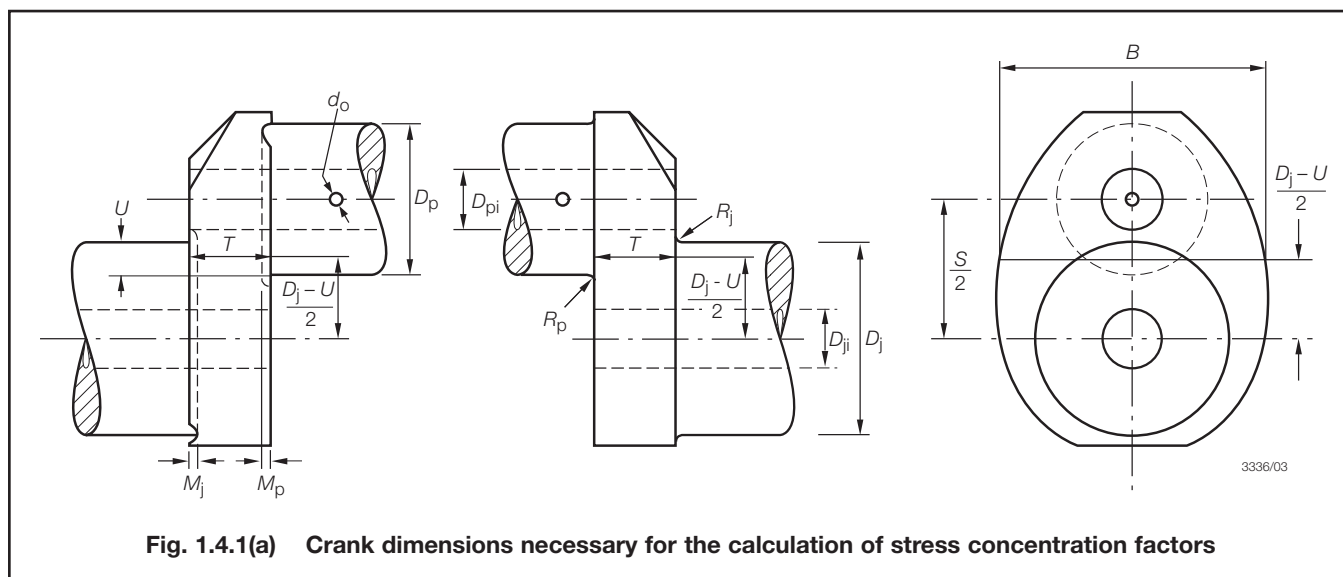 B
dₒ
U
T
Dⱼ – U
2
Dₚ
Mⱼ
Mₚ
Dₚᵢ
T
Rⱼ
Rₚ
Dⱼ - U
2
Dⱼᵢ
Dⱼ
S
2
Dⱼ – U
2
3336/03
Fig. 1.4.1(a) Crank dimensions necessary for the calculation of stress concentration factors